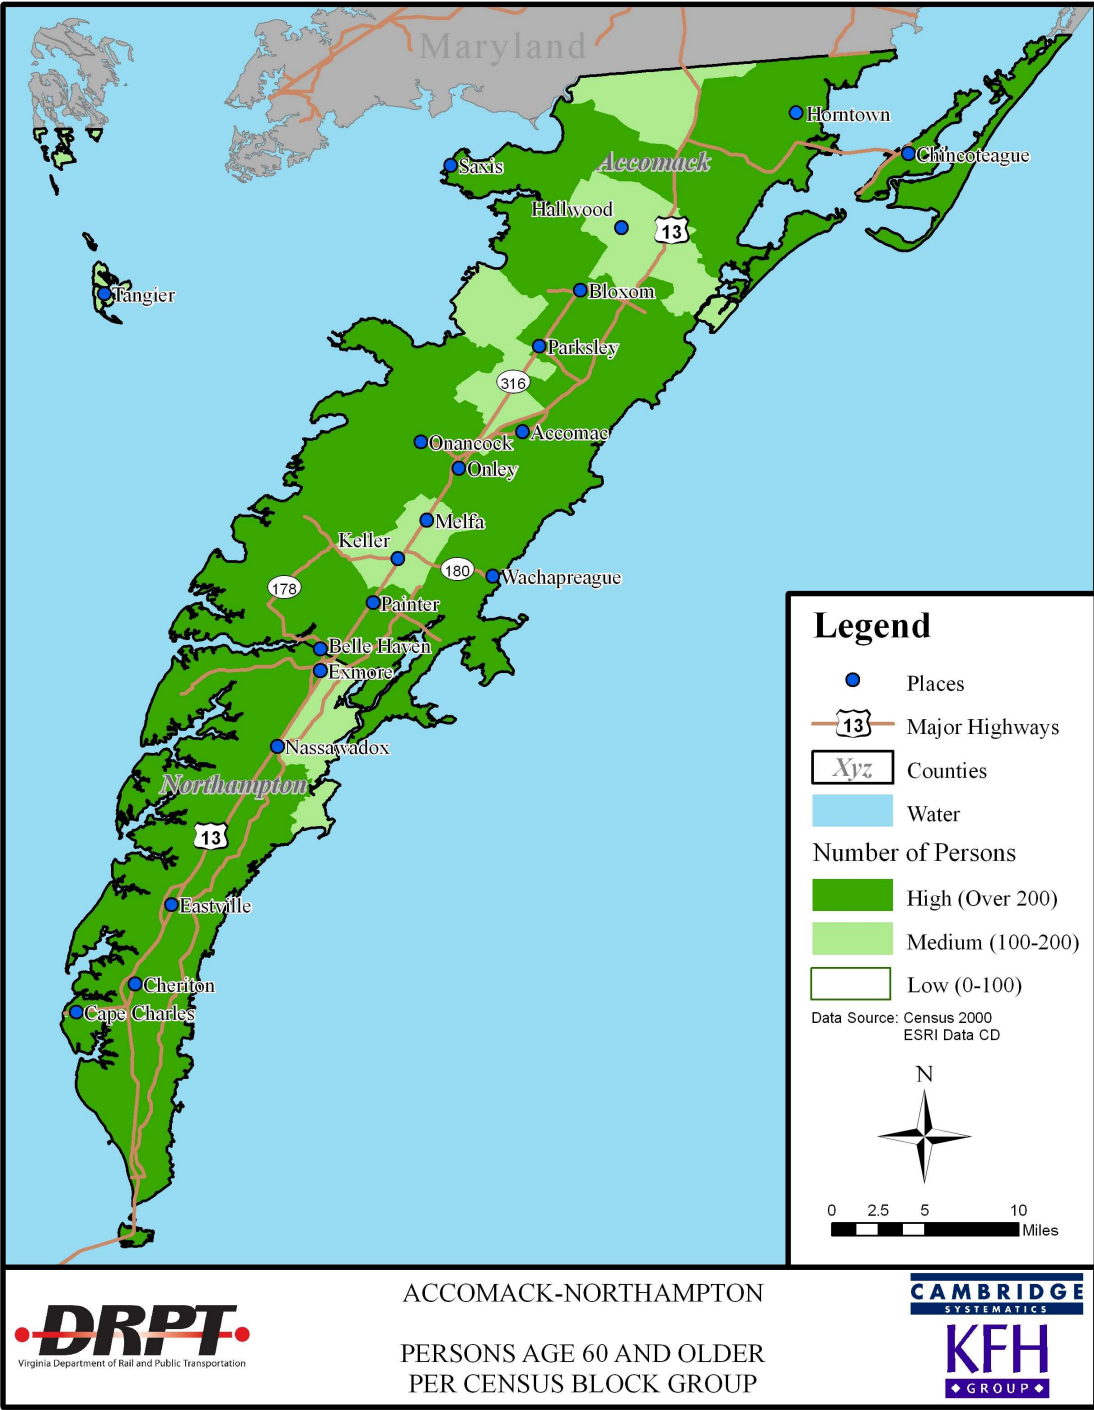 Maryland
Horntown
Chincoteague
Accomack
Saxis
Hallwood
13
Tangier
Bloxom
Parksley
316
Accomac
Onancock
Onley
Melfa
Keller
180
Wachapreague
178
Painter
Belle Haven
Exmore
Nassawadox
Northampton
13
Eastville
Cheriton
Cape Charles
Legend
Places
13 Major Highways
Xyz Counties
Water
Number of Persons
High (Over 200)
Medium (100-200)
Low (0-100)
Data Source: Census 2000
ESRI Data CD
N
0 2.5 5 10
Miles
DRPT
Virginia Department of Rail and Public Transportation
ACCOMACK-NORTHAMPTON
PERSONS AGE 60 AND OLDER
PER CENSUS BLOCK GROUP
CAMBRIDGE
SYSTEMATICS
KFH
GROUP